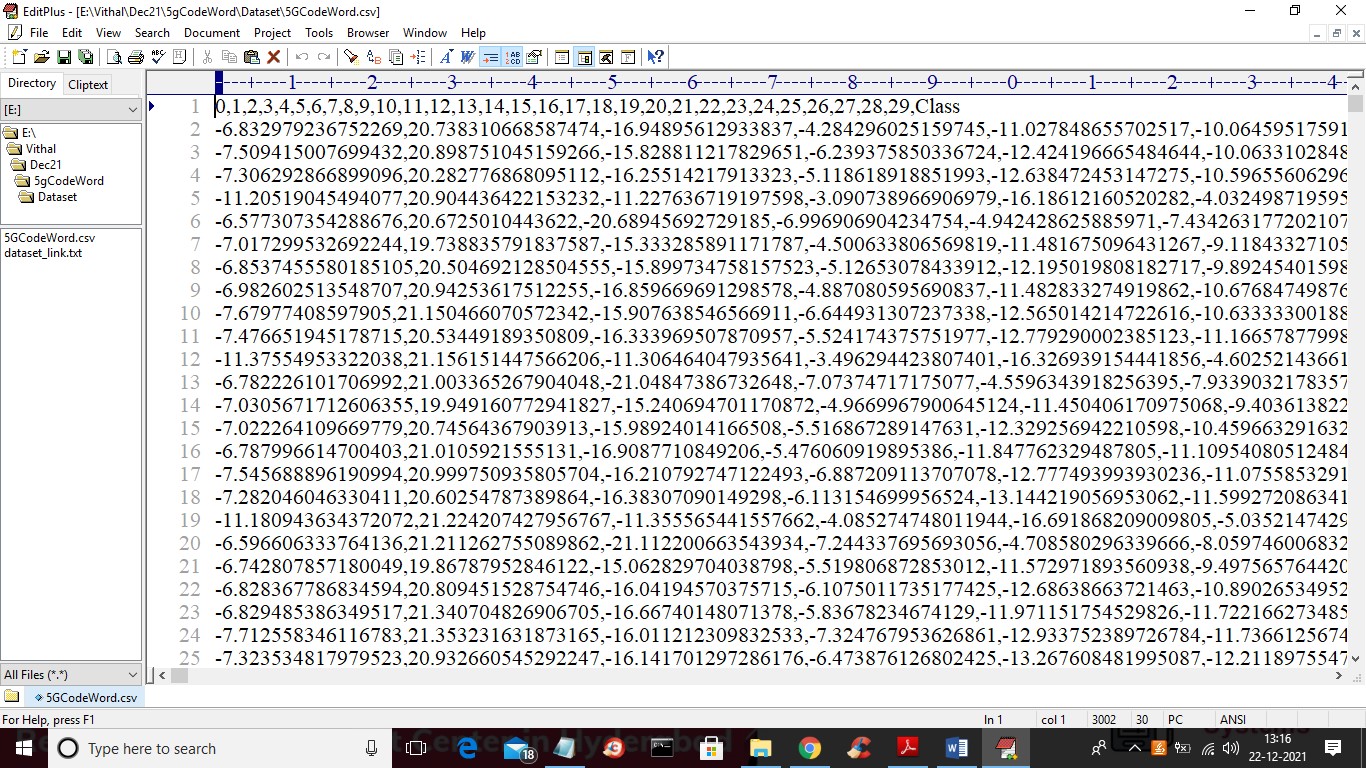 EditPlus - [E:\Vithal\Dec21\5gCodeWord\Dataset\5GCodeWord.csv]
File Edit View Search Document Project Tools Browser Window Help
Directory Cliptext
[E:]
E:\
Vithal
Dec21
5gCodeWord
Dataset
5GCodeWord.csv
dataset_link.txt
All Files (*.*)
----+----1----+----2----+----3----+----4----+----5----+----6----+----7----+----8----+----9----+----0----+----1----+----2----+----3----+----4-
1 0,1,2,3,4,5,6,7,8,9,10,11,12,13,14,15,16,17,18,19,20,21,22,23,24,25,26,27,28,29,Class
2 -6.832979236752269,20.738310668587474,-16.94895612933837,-4.284296025159745,-11.027848655702517,-10.06459517591
3 -7.509415007699432,20.898751045159266,-15.828811217829651,-6.239375850336724,-12.424196665484644,-10.0633102848
4 -7.306292866899096,20.282776868095112,-16.25514217913323,-5.118618918851993,-12.638472453147275,-10.59655606296
5 -11.20519045494077,20.904436422153232,-11.227636719197598,-3.090738966906979,-16.18612160520282,-4.032498719595
6 -6.577307354288676,20.6725010443622,-20.68945692729185,-6.996906904234754,-4.942428625885971,-7.4342631772021​07
7 -7.017299532692244,19.738835791837587,-15.333285891171787,-4.500633806569819,-11.481675096431267,-9.11843327105
8 -6.8537455580185105,20.504692128504555,-15.899734758157523,-5.12653078433912,-12.195019808182717,-9.89245401598
9 -6.982602513548707,20.94253617512255,-16.859669691298578,-4.887080595690837,-11.482833274919862,-10.67684749876
10 -7.67977408597905,21.150466070572342,-15.907638546566911,-6.644931307237338,-12.565014214722616,-10.63333300188
11 -7.476651945178715,20.53449189350809,-16.333969507870957,-5.524174375751977,-12.779290002385123,-11.16657877998
12 -11.37554953322038,21.156151447566206,-11.306464047935641,-3.496294423807401,-16.326939154441856,-4.60252143661
13 -6.782226101706992,21.003365267904048,-21.04847386732648,-7.07374717175077,-4.5596343918256395,-7.9339032178357
14 -7.0305671712606355,19.949160772941827,-15.240694701170872,-4.9669967900645124,-11.450406170975068,-9.403613822
15 -7.022264109669779,20.74564367903913,-15.98924014166508,-5.516867289147631,-12.329256942210598,-10.459663291632
16 -6.787996614700403,21.0105921555131,-16.9087710849206,-5.476060919895386,-11.847762329487805,-11.1095408051​2484
17 -7.545688896190994,20.999750935805704,-16.210792747122493,-6.887209113707078,-12.777493993930236,-11.0755853291
18 -7.282046046330411,20.60254787389864,-16.38307090149298,-6.113154699956524,-13.144219056953062,-11.599272086341
19 -11.180943634372072,21.224207427956767,-11.355565441557662,-4.085274748011944,-16.691868209009805,-5.0352147429
20 -6.596606333764136,21.211262755089862,-21.112200663543934,-7.244337695693056,-4.708580296339666,-8.059746006832
21 -6.742807857180049,19.86787952846122,-15.062829704038798,-5.519806872853012,-11.572971893560938,-9.497565764420
22 -6.828367786834594,20.809451528754746,-16.04194570375715,-6.1075011735177425,-12.68638663721463,-10.89026534952
23 -6.829485386349517,21.340704826906705,-16.66740148071378,-5.83678234674129,-11.971151754529826,-11.722166273485
24 -7.712558346116783,21.353231631873165,-16.011212309832533,-7.324767953626861,-12.933752389726784,-11.7366125674
25 -7.323534817979523,20.932660545292247,-16.141701297286176,-6.473876126802425,-13.267608481995087,-12.2118975547
5GCodeWord.csv
For Help, press F1 ln 1 col 1 3002 30 PC ANSI
Type here to search
18
13:16
22-12-2021